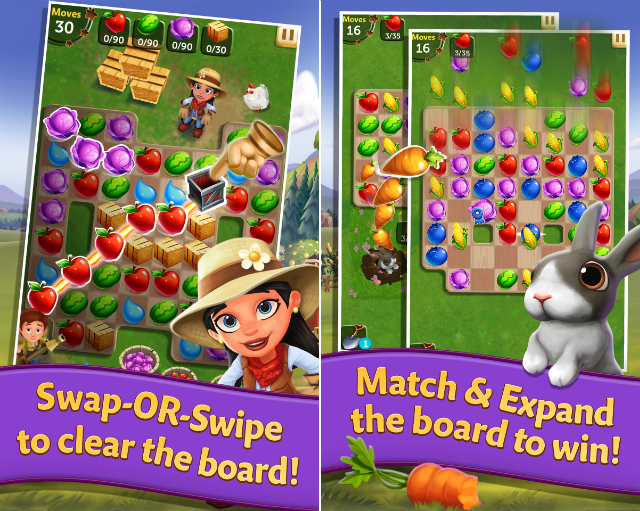 Moves
30
0/90
0/90
0/90
0/30
Swap-OR-Swipe
to clear the board!
Moves
16
3/35
Moves
16
3/35
1
Match & Expand
the board to win!